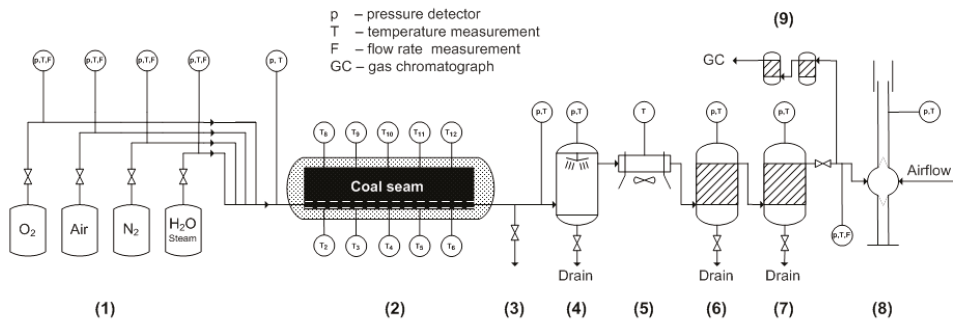 p – pressure detector
T – temperature measurement
F – flow rate measurement
GC – gas chromatograph
(9)
p,T,F p,T,F p,T,F p,T,F p, T
GC
T8 T9 T10 T11 T12
p,T p,T T p,T p,T p,T
Coal seam
Airflow
O2 Air N2 H2O
Steam
T2 T3 T4 T5 T6
p,T,F
Drain Drain Drain
(1) (2) (3) (4) (5) (6) (7) (8)